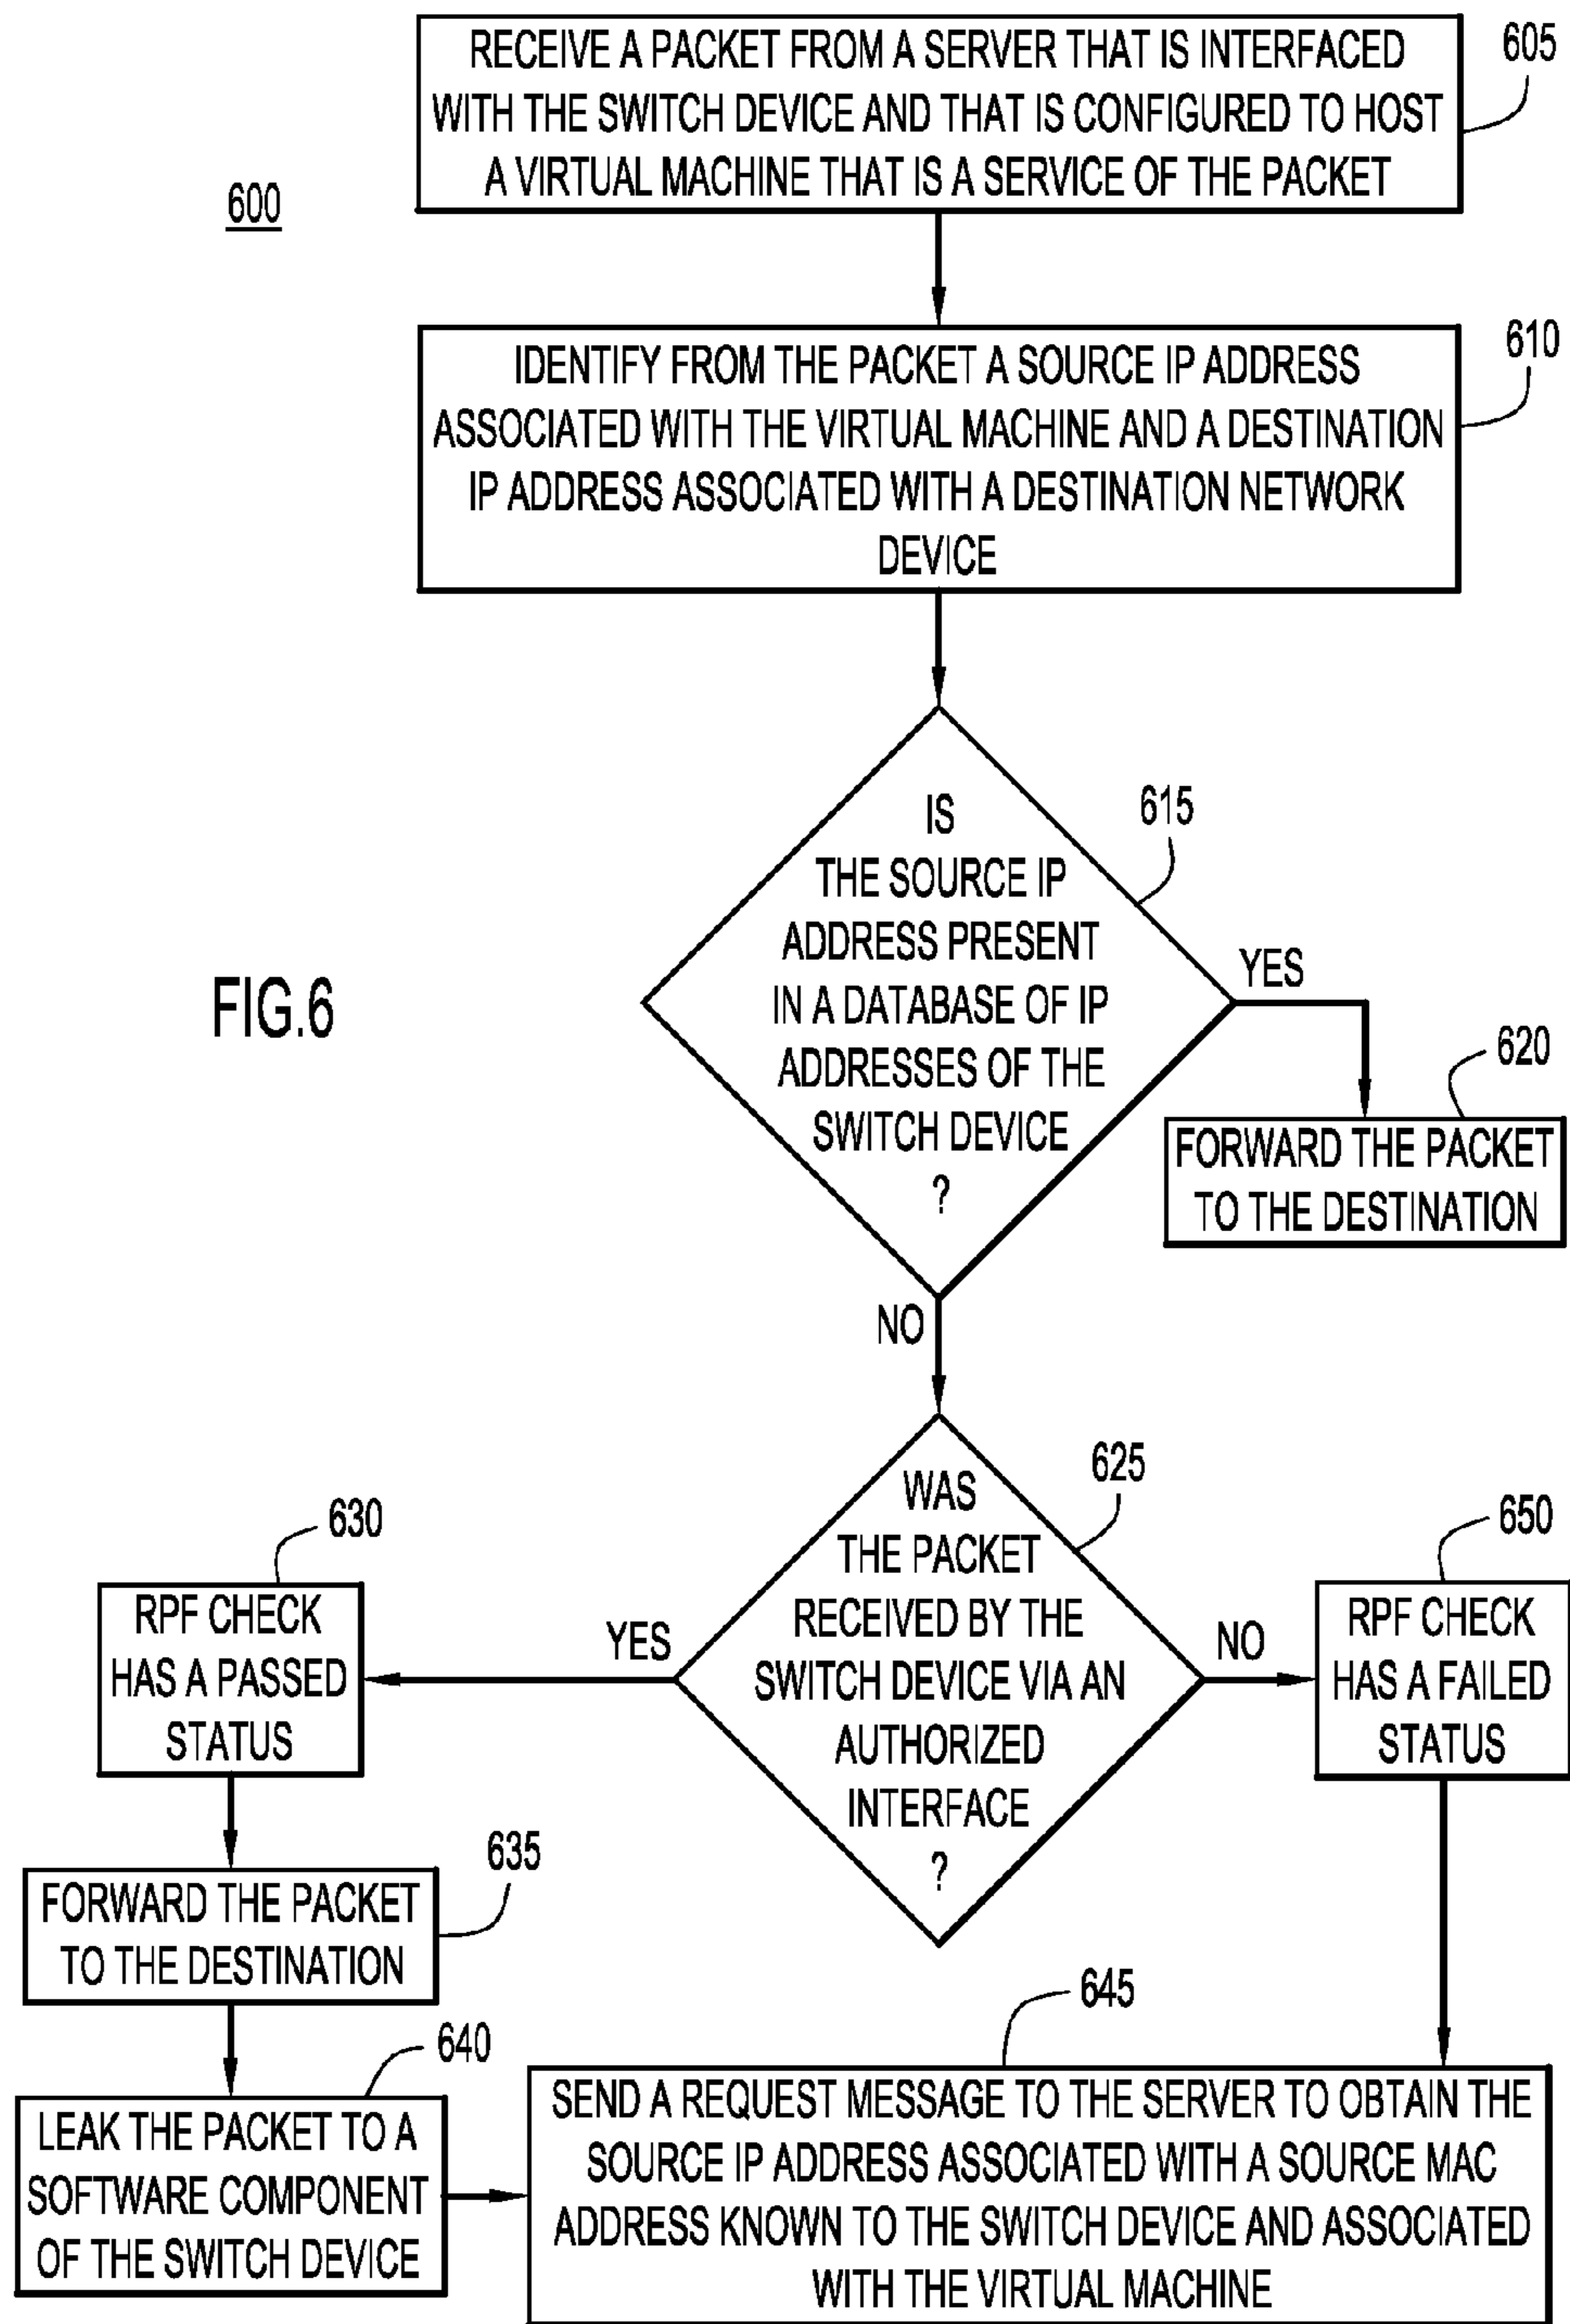 RECEIVE A PACKET FROM A SERVER THAT IS INTERFACED
WITH THE SWITCH DEVICE AND THAT IS CONFIGURED TO HOST
A VIRTUAL MACHINE THAT IS A SERVICE OF THE PACKET
605
600
IDENTIFY FROM THE PACKET A SOURCE IP ADDRESS
ASSOCIATED WITH THE VIRTUAL MACHINE AND A DESTINATION
IP ADDRESS ASSOCIATED WITH A DESTINATION NETWORK
DEVICE
610
IS
THE SOURCE IP
ADDRESS PRESENT
IN A DATABASE OF IP
ADDRESSES OF THE
SWITCH DEVICE
?
615
YES
FIG.6
620
FORWARD THE PACKET
TO THE DESTINATION
NO
WAS
THE PACKET
RECEIVED BY THE
SWITCH DEVICE VIA AN
AUTHORIZED
INTERFACE
?
625
YES
NO
630
RPF CHECK
HAS A PASSED
STATUS
650
RPF CHECK
HAS A FAILED
STATUS
635
FORWARD THE PACKET
TO THE DESTINATION
640
LEAK THE PACKET TO A
SOFTWARE COMPONENT
OF THE SWITCH DEVICE
645
SEND A REQUEST MESSAGE TO THE SERVER TO OBTAIN THE
SOURCE IP ADDRESS ASSOCIATED WITH A SOURCE MAC
ADDRESS KNOWN TO THE SWITCH DEVICE AND ASSOCIATED
WITH THE VIRTUAL MACHINE